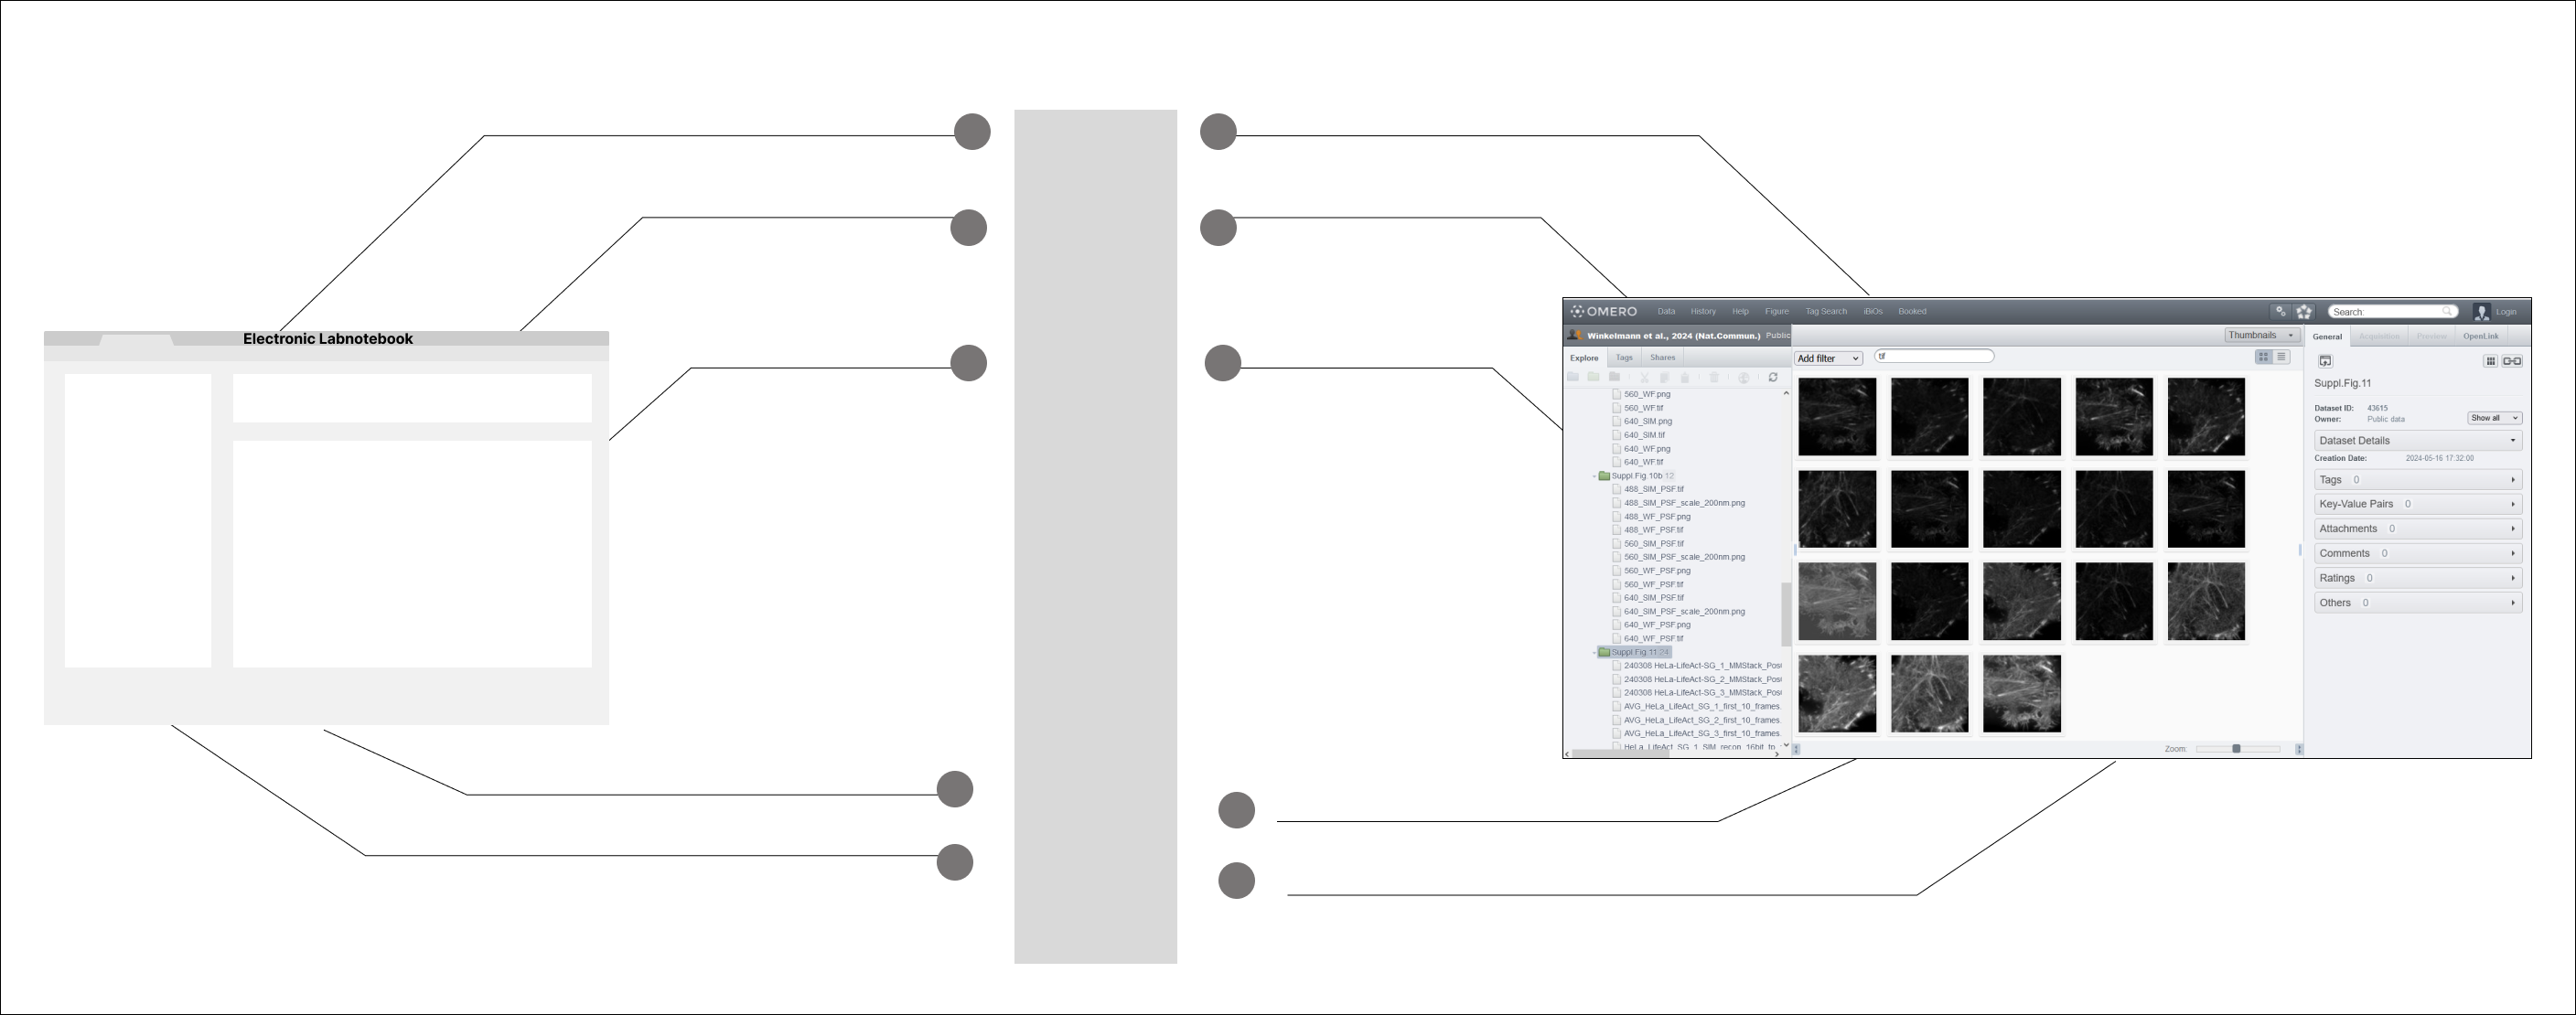 Electronic Labnotebook
OMERO Data History Help Figure Tag Search iBiOs Booked Search: Login
Winkelmann et al., 2024 (Nat.Commun.) Public
Thumbnails
General Acquisition Preview OpenLink
Explore Tags Shares
Add filter
tif
560_WF.png
560_WF.tif
640_SIM.png
640_SIM.tif
640_WF.png
640_WF.tif
Suppl.Fig.10b 12
488_SIM_PSF.tif
488_SIM_PSF_scale_200nm.png
488_WF_PSF.png
488_WF_PSF.tif
560_SIM_PSF.tif
560_SIM_PSF_scale_200nm.png
560_WF_PSF.png
560_WF_PSF.tif
640_SIM_PSF.tif
640_SIM_PSF_scale_200nm.png
640_WF_PSF.png
640_WF_PSF.tif
Suppl.Fig.11 24
240308 HeLa-LifeAct-SG_1_MMStack_Pos
240308 HeLa-LifeAct-SG_2_MMStack_Pos
240308 HeLa-LifeAct-SG_3_MMStack_Pos
AVG_HeLa_LifeAct_SG_1_first_10_frames.
AVG_HeLa_LifeAct_SG_2_first_10_frames.
AVG_HeLa_LifeAct_SG_3_first_10_frames.
HeLa_LifeAct_SG_1_SIM_recon_16bit_fp_
Zoom:
Suppl.Fig.11
Dataset ID: 43615
Owner: Public data
Show all
Dataset Details
Creation Date: 2024-05-16 17:32:00
Tags 0
Key-Value Pairs 0
Attachments 0
Comments 0
Ratings 0
Others 0